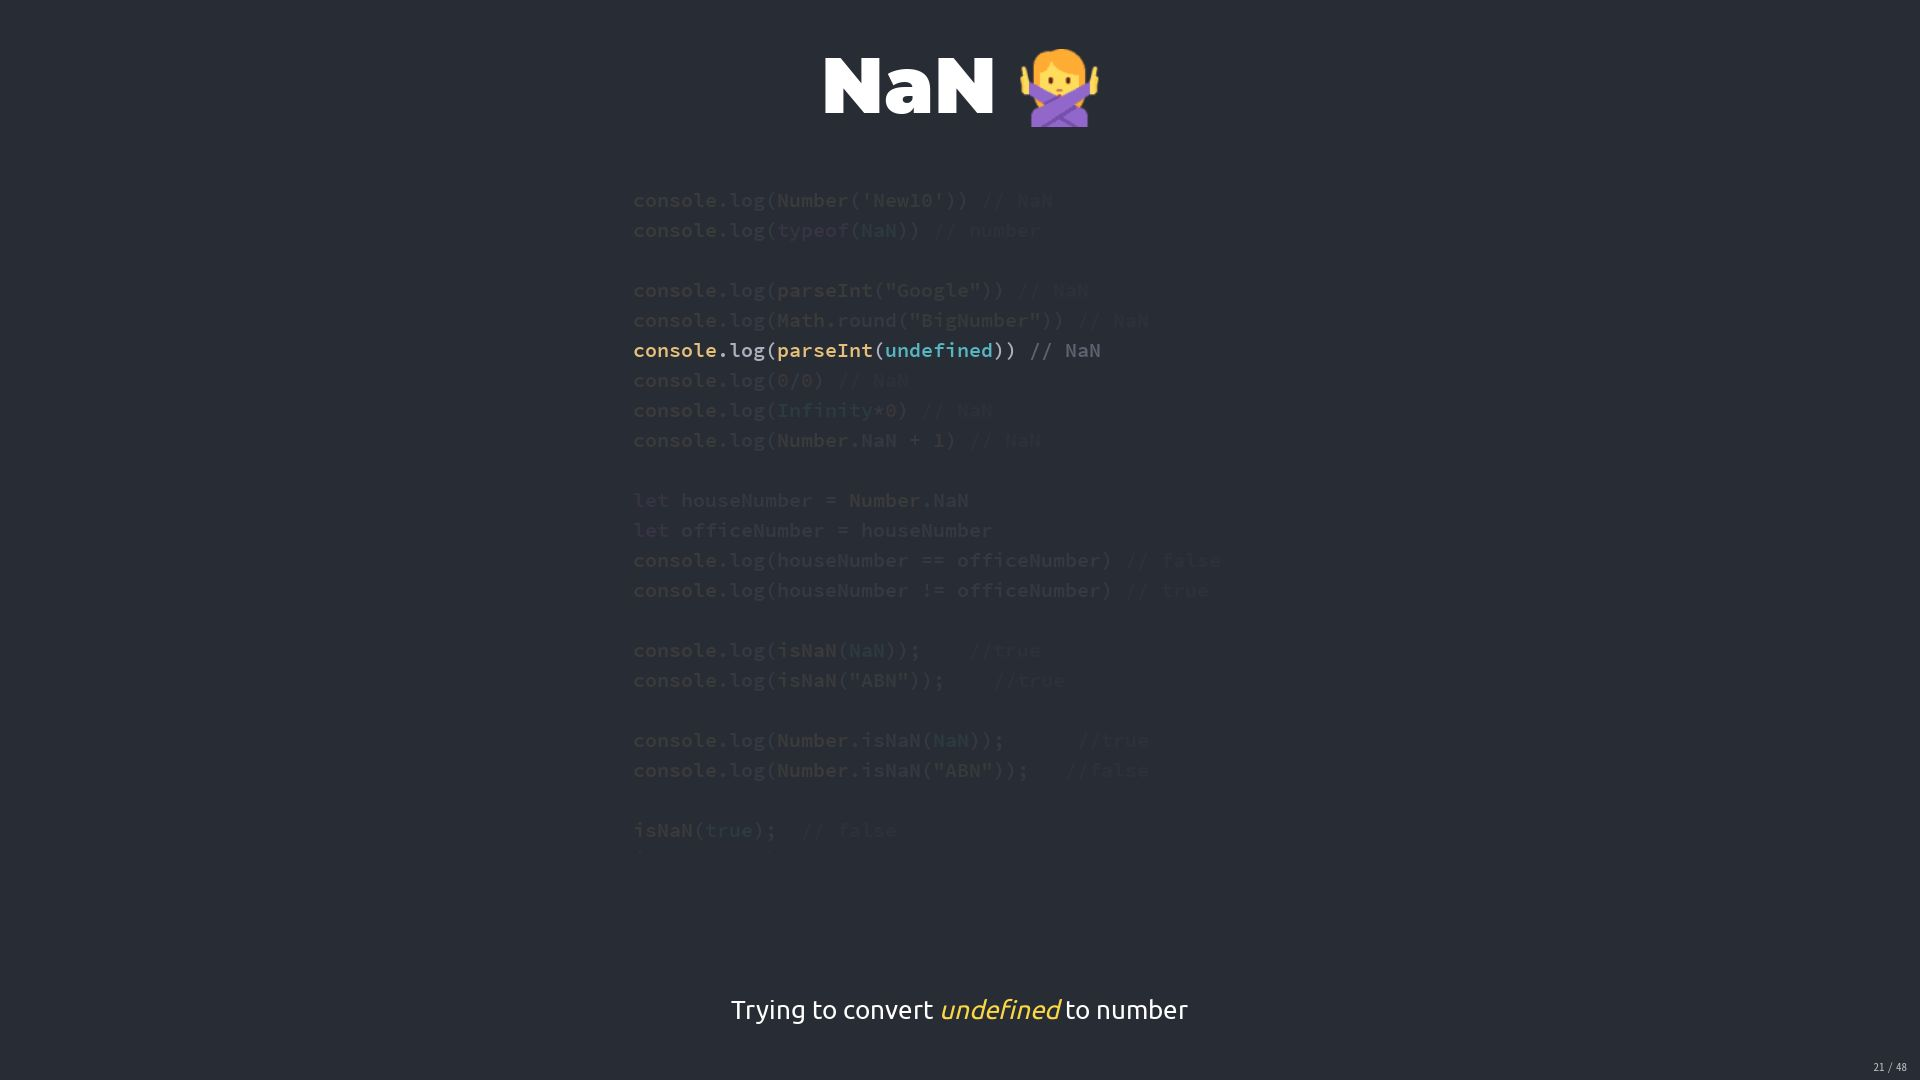 NaN 🙅
console.log(Number('New10')) // NaN
console.log(typeof(NaN)) // number
console.log(parseInt("Google")) // NaN
console.log(Math.round("BigNumber")) // NaN
console.log(parseInt(undefined)) // NaN
console.log(0/0) // NaN
console.log(Infinity*0) // NaN
console.log(Number.NaN + 1) // NaN
let houseNumber = Number.NaN
let officeNumber = houseNumber
console.log(houseNumber == officeNumber) // false
console.log(houseNumber != officeNumber) // true
console.log(isNaN(NaN));    //true
console.log(isNaN("ABN"));    //true
console.log(Number.isNaN(NaN));      //true
console.log(Number.isNaN("ABN"));   //false
isNaN(true);  // false
Trying to convert undefined to number
21 / 48